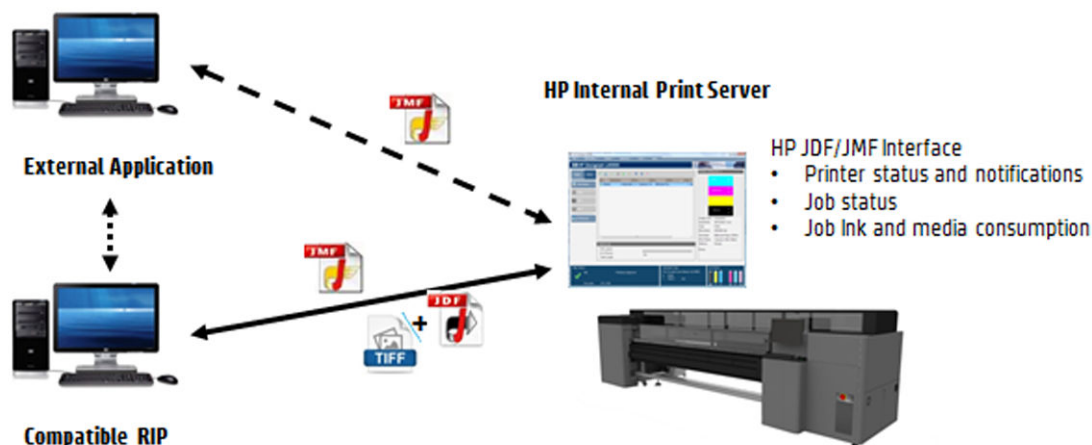 HP Internal Print Server
JMF
External Application
HP JDF/JMF Interface
• Printer status and notifications
• Job status
• Job Ink and media consumption
JMF
JDF
+
TIFF
Compatible RIP